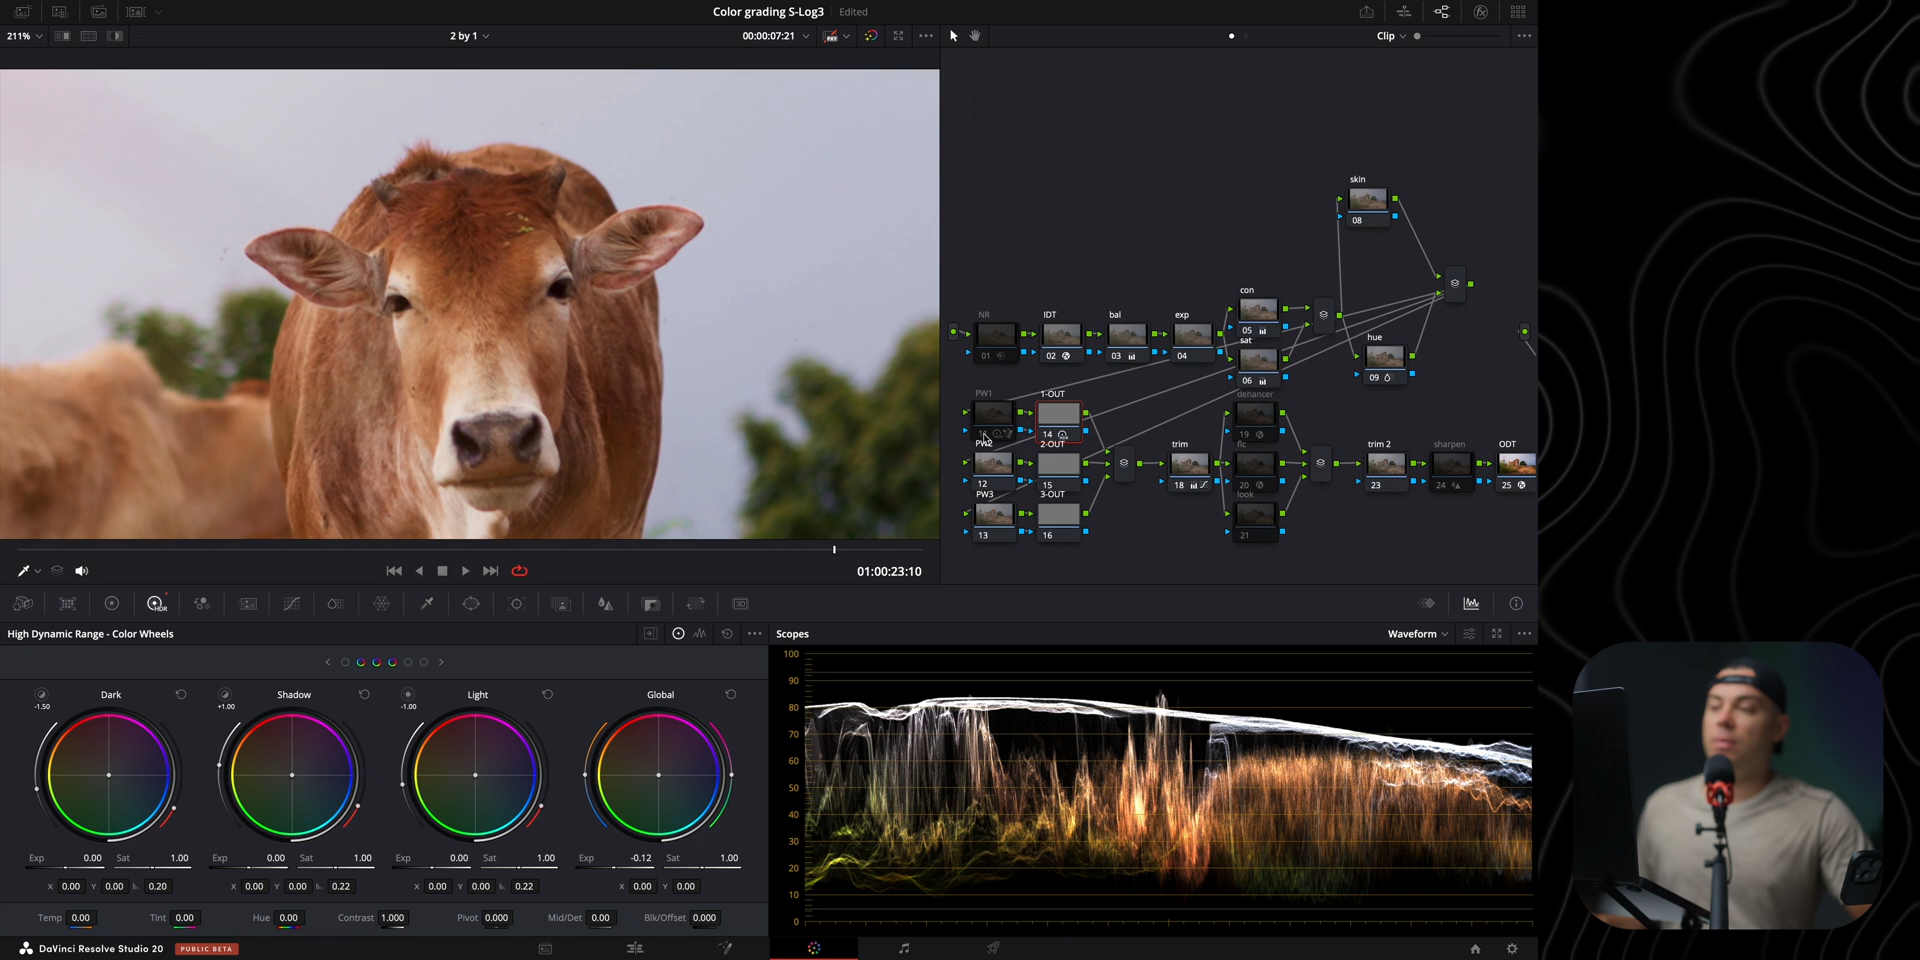 Color grading S-Log3 Edited
211% 2 by 1 00:00:07:21 Clip
skin
08
con
NR IDT bal exp
05
sat
hue
01 02 03 04
06
09
PW1 1-OUT dehancer
14 19
PW2 2-OUT trim flc trim 2 sharpen ODT
12 15 18 20 23 24 25
PW3 3-OUT look
13 16 21
01:00:23:10
HDR
High Dynamic Range - Color Wheels
Scopes Waveform
Dark Shadow Light Global
-1.50 +1.00 -1.00
Exp 0.00 Sat 1.00 Exp 0.00 Sat 1.00 Exp 0.00 Sat 1.00 Exp -0.12 Sat 1.00
X 0.00 Y 0.00 0.20 X 0.00 Y 0.00 0.22 X 0.00 Y 0.00 0.22 X 0.00 Y 0.00
Temp 0.00 Tint 0.00 Hue 0.00 Contrast 1.000 Pivot 0.000 Mid/Det 0.00 Blk/Offset 0.000
100
90
80
70
60
50
40
30
20
10
0
DaVinci Resolve Studio 20 PUBLIC BETA